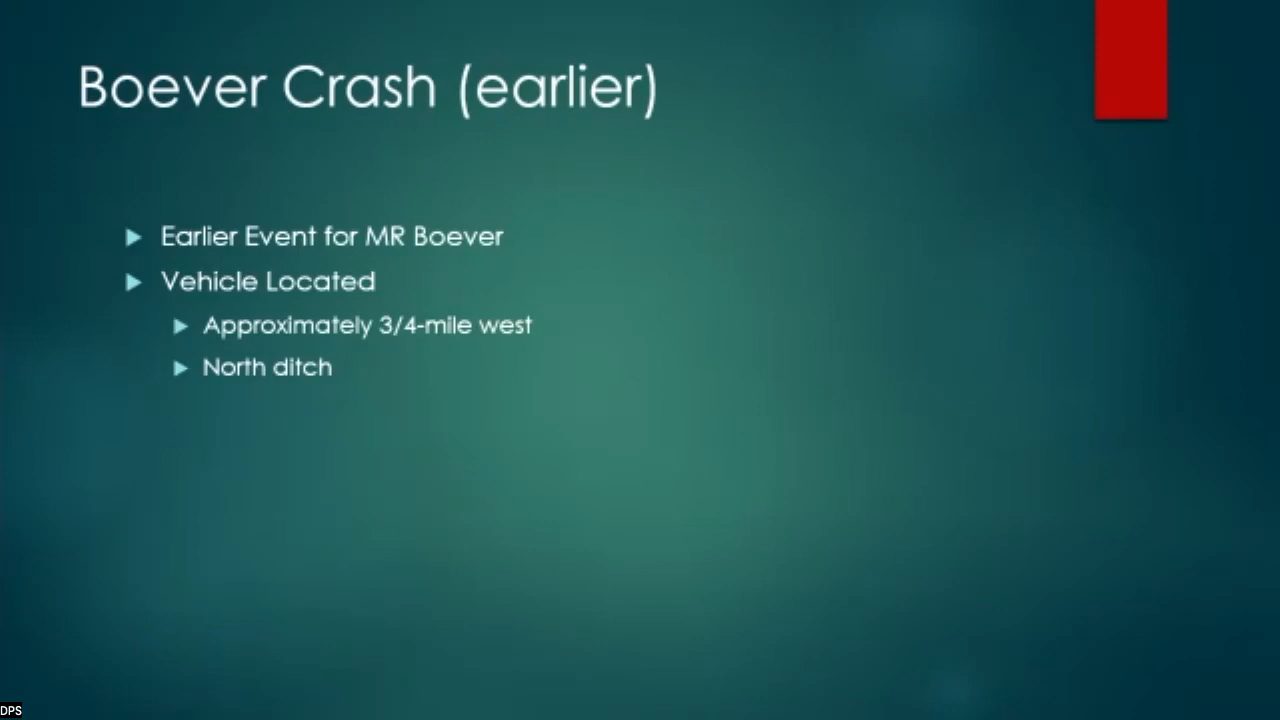 Boever Crash (earlier)
Earlier Event for MR Boever
Vehicle Located
Approximately 3/4-mile west
North ditch
DPS